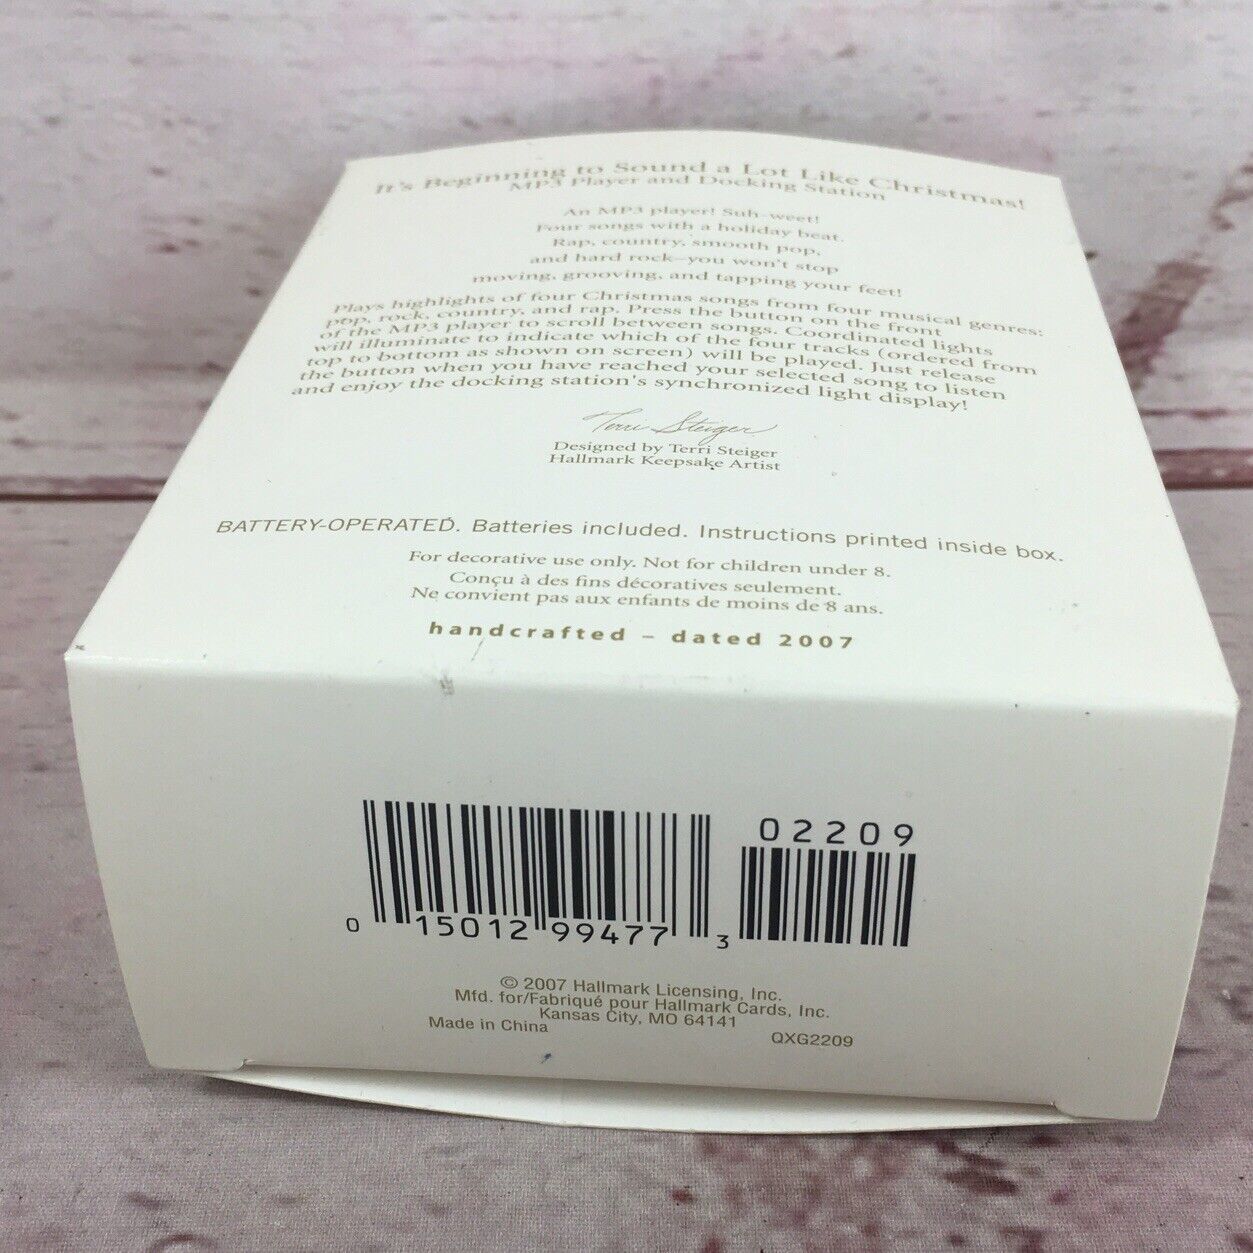 It's Beginning to Sound a Lot Like Christmas!
MP3 Player and Docking Station
An MP3 player! Suh-weet!
Four songs with a holiday beat.
Rap, country, smooth pop,
and hard rock–you won't stop
moving, grooving, and tapping your feet!
Plays highlights of four Christmas songs from four musical genres:
pop, rock, country, and rap. Press the button on the front
of the MP3 player to scroll between songs. Coordinated lights
will illuminate to indicate which of the four tracks (ordered from
top to bottom as shown on screen) will be played. Just release
the button when you have reached your selected song to listen
and enjoy the docking station's synchronized light display!
Terri Steiger
Designed by Terri Steiger
Hallmark Keepsake Artist
BATTERY-OPERATED. Batteries included. Instructions printed inside box.
For decorative use only. Not for children under 8.
Conçu à des fins décoratives seulement.
Ne convient pas aux enfants de moins de 8 ans.
handcrafted – dated 2007
02209
0 15012 99477 3
© 2007 Hallmark Licensing, Inc.
Mfd. for/Fabriqué pour Hallmark Cards, Inc.
Kansas City, MO 64141
Made in China
QXG2209